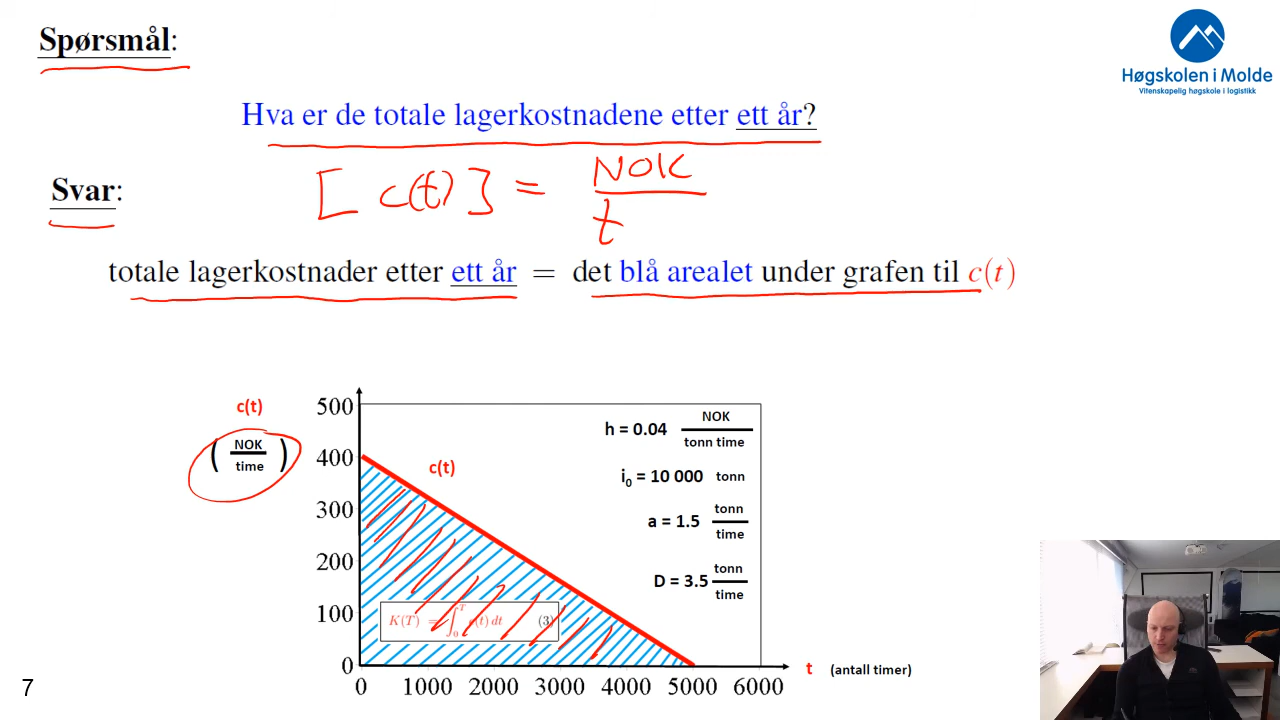 Spørsmål:
Høgskolen i Molde
Vitenskapelig høgskole i logistikk
Hva er de totale lagerkostnadene etter ett år?
[ c(t) ] = NOK
t
Svar:
totale lagerkostnader etter ett år = det blå arealet under grafen til c(t)
c(t)
( NOK
time )
500
400
300
200
100
0
c(t)
h = 0.04 NOK
tonn time
i0 = 10 000 tonn
a = 1.5 tonn
time
D = 3.5 tonn
time
K(T) = ∫0T c(t) dt (3)
0 1000 2000 3000 4000 5000 6000
t (antall timer)
7